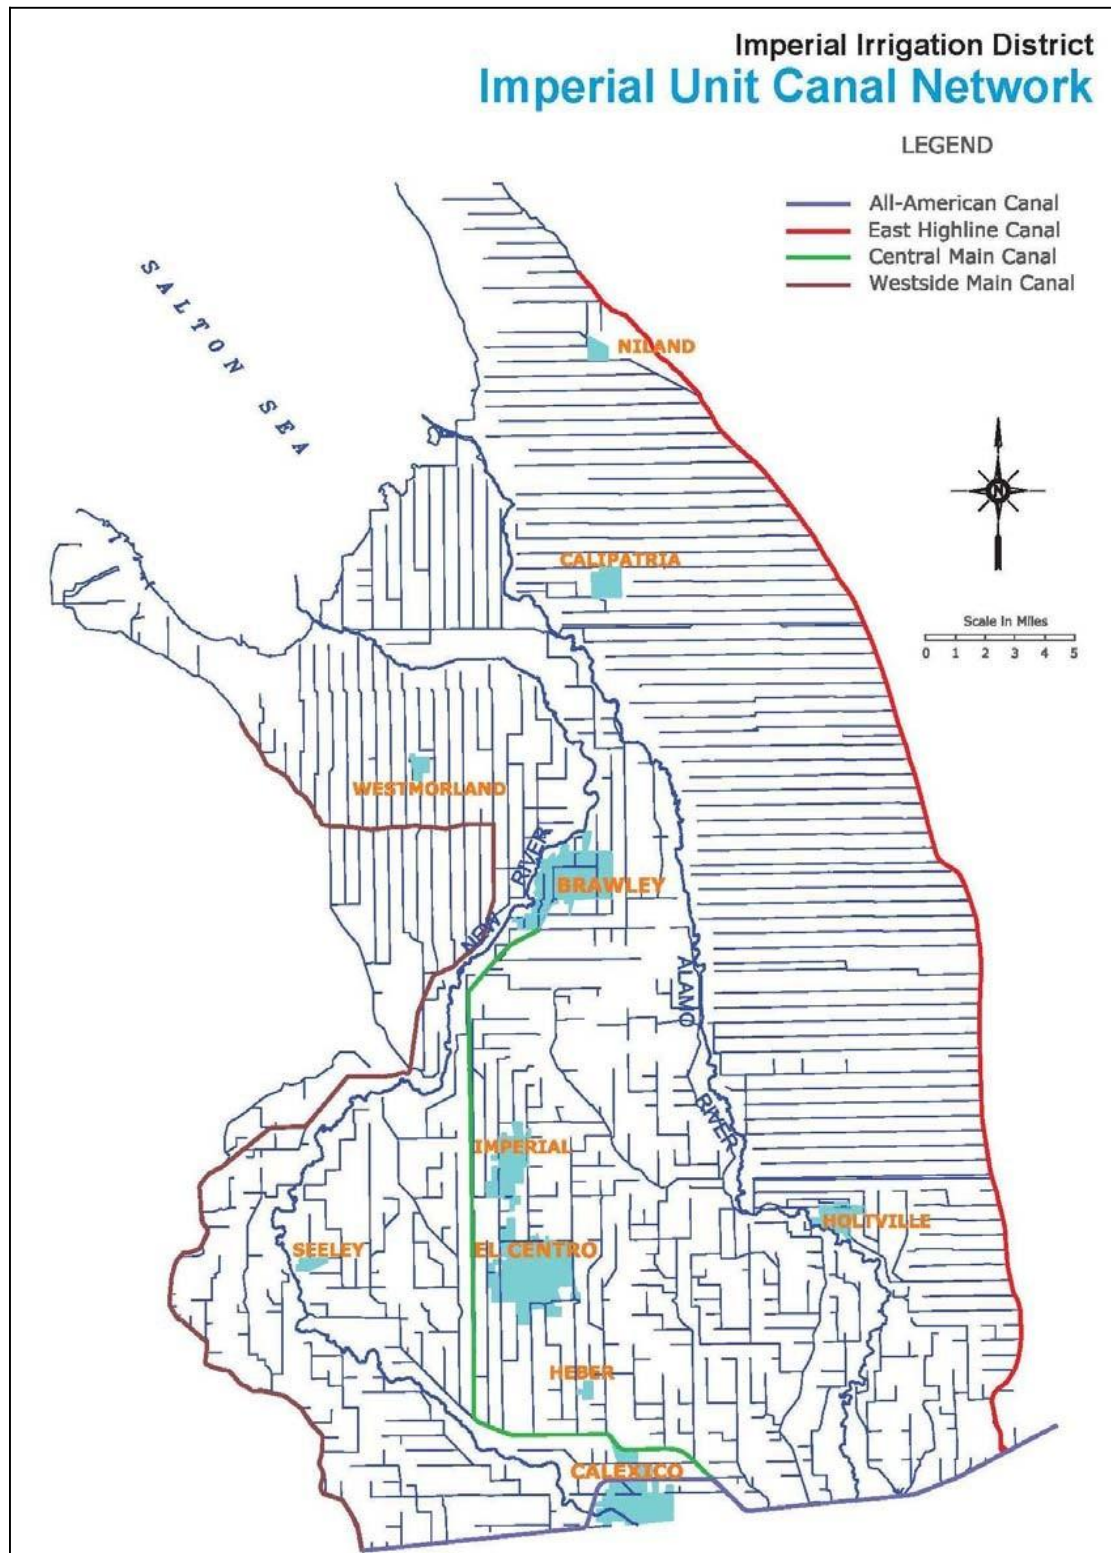 Imperial Irrigation District
Imperial Unit Canal Network
LEGEND
All-American Canal
East Highline Canal
Central Main Canal
Westside Main Canal
SALTON SEA
NILAND
N
CALIPATRIA
Scale In Miles
0 1 2 3 4 5
WESTMORLAND
NEW RIVER
BRAWLEY
ALAMO RIVER
IMPERIAL
HOLTVILLE
SEELEY
EL CENTRO
HEBER
CALEXICO